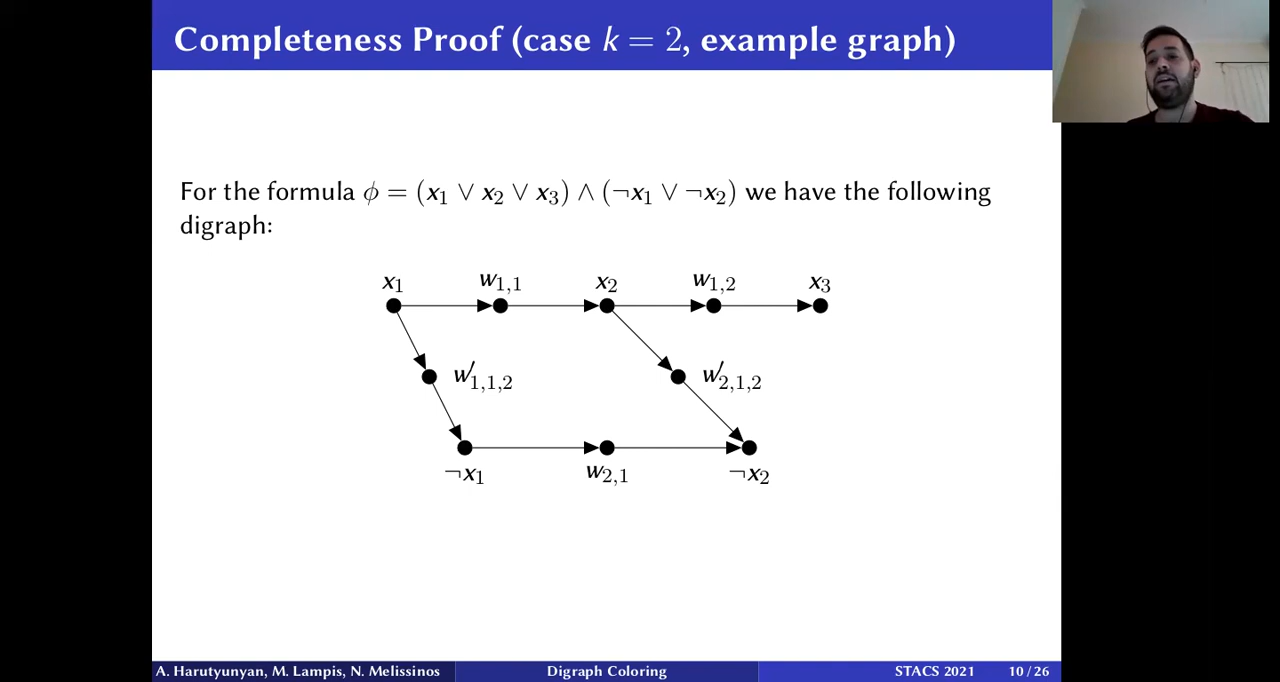 Completeness Proof (case k = 2, example graph)
For the formula ϕ = (x₁ ∨ x₂ ∨ x₃) ∧ (¬x₁ ∨ ¬x₂) we have the following
digraph:
x₁ w₁,₁ x₂ w₁,₂ x₃
w′₁,₁,₂ w′₂,₁,₂
¬x₁ w₂,₁ ¬x₂
A. Harutyunyan, M. Lampis, N. Melissinos Digraph Coloring STACS 2021 10 / 26